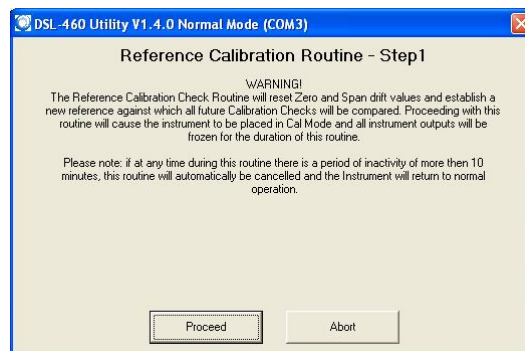 DSL-460 Utility V1.4.0 Normal Mode (COM3)
Reference Calibration Routine - Step1
WARNING!
The Reference Calibration Check Routine will reset Zero and Span drift values and establish a
new reference against which all future Calibration Checks will be compared. Proceeding with this
routine will cause the instrument to be placed in Cal Mode and all instrument outputs will be
frozen for the duration of this routine.
Please note: if at any time during this routine there is a period of inactivity of more then 10
minutes, this routine will automatically be cancelled and the Instrument will return to normal
operation.
Proceed
Abort